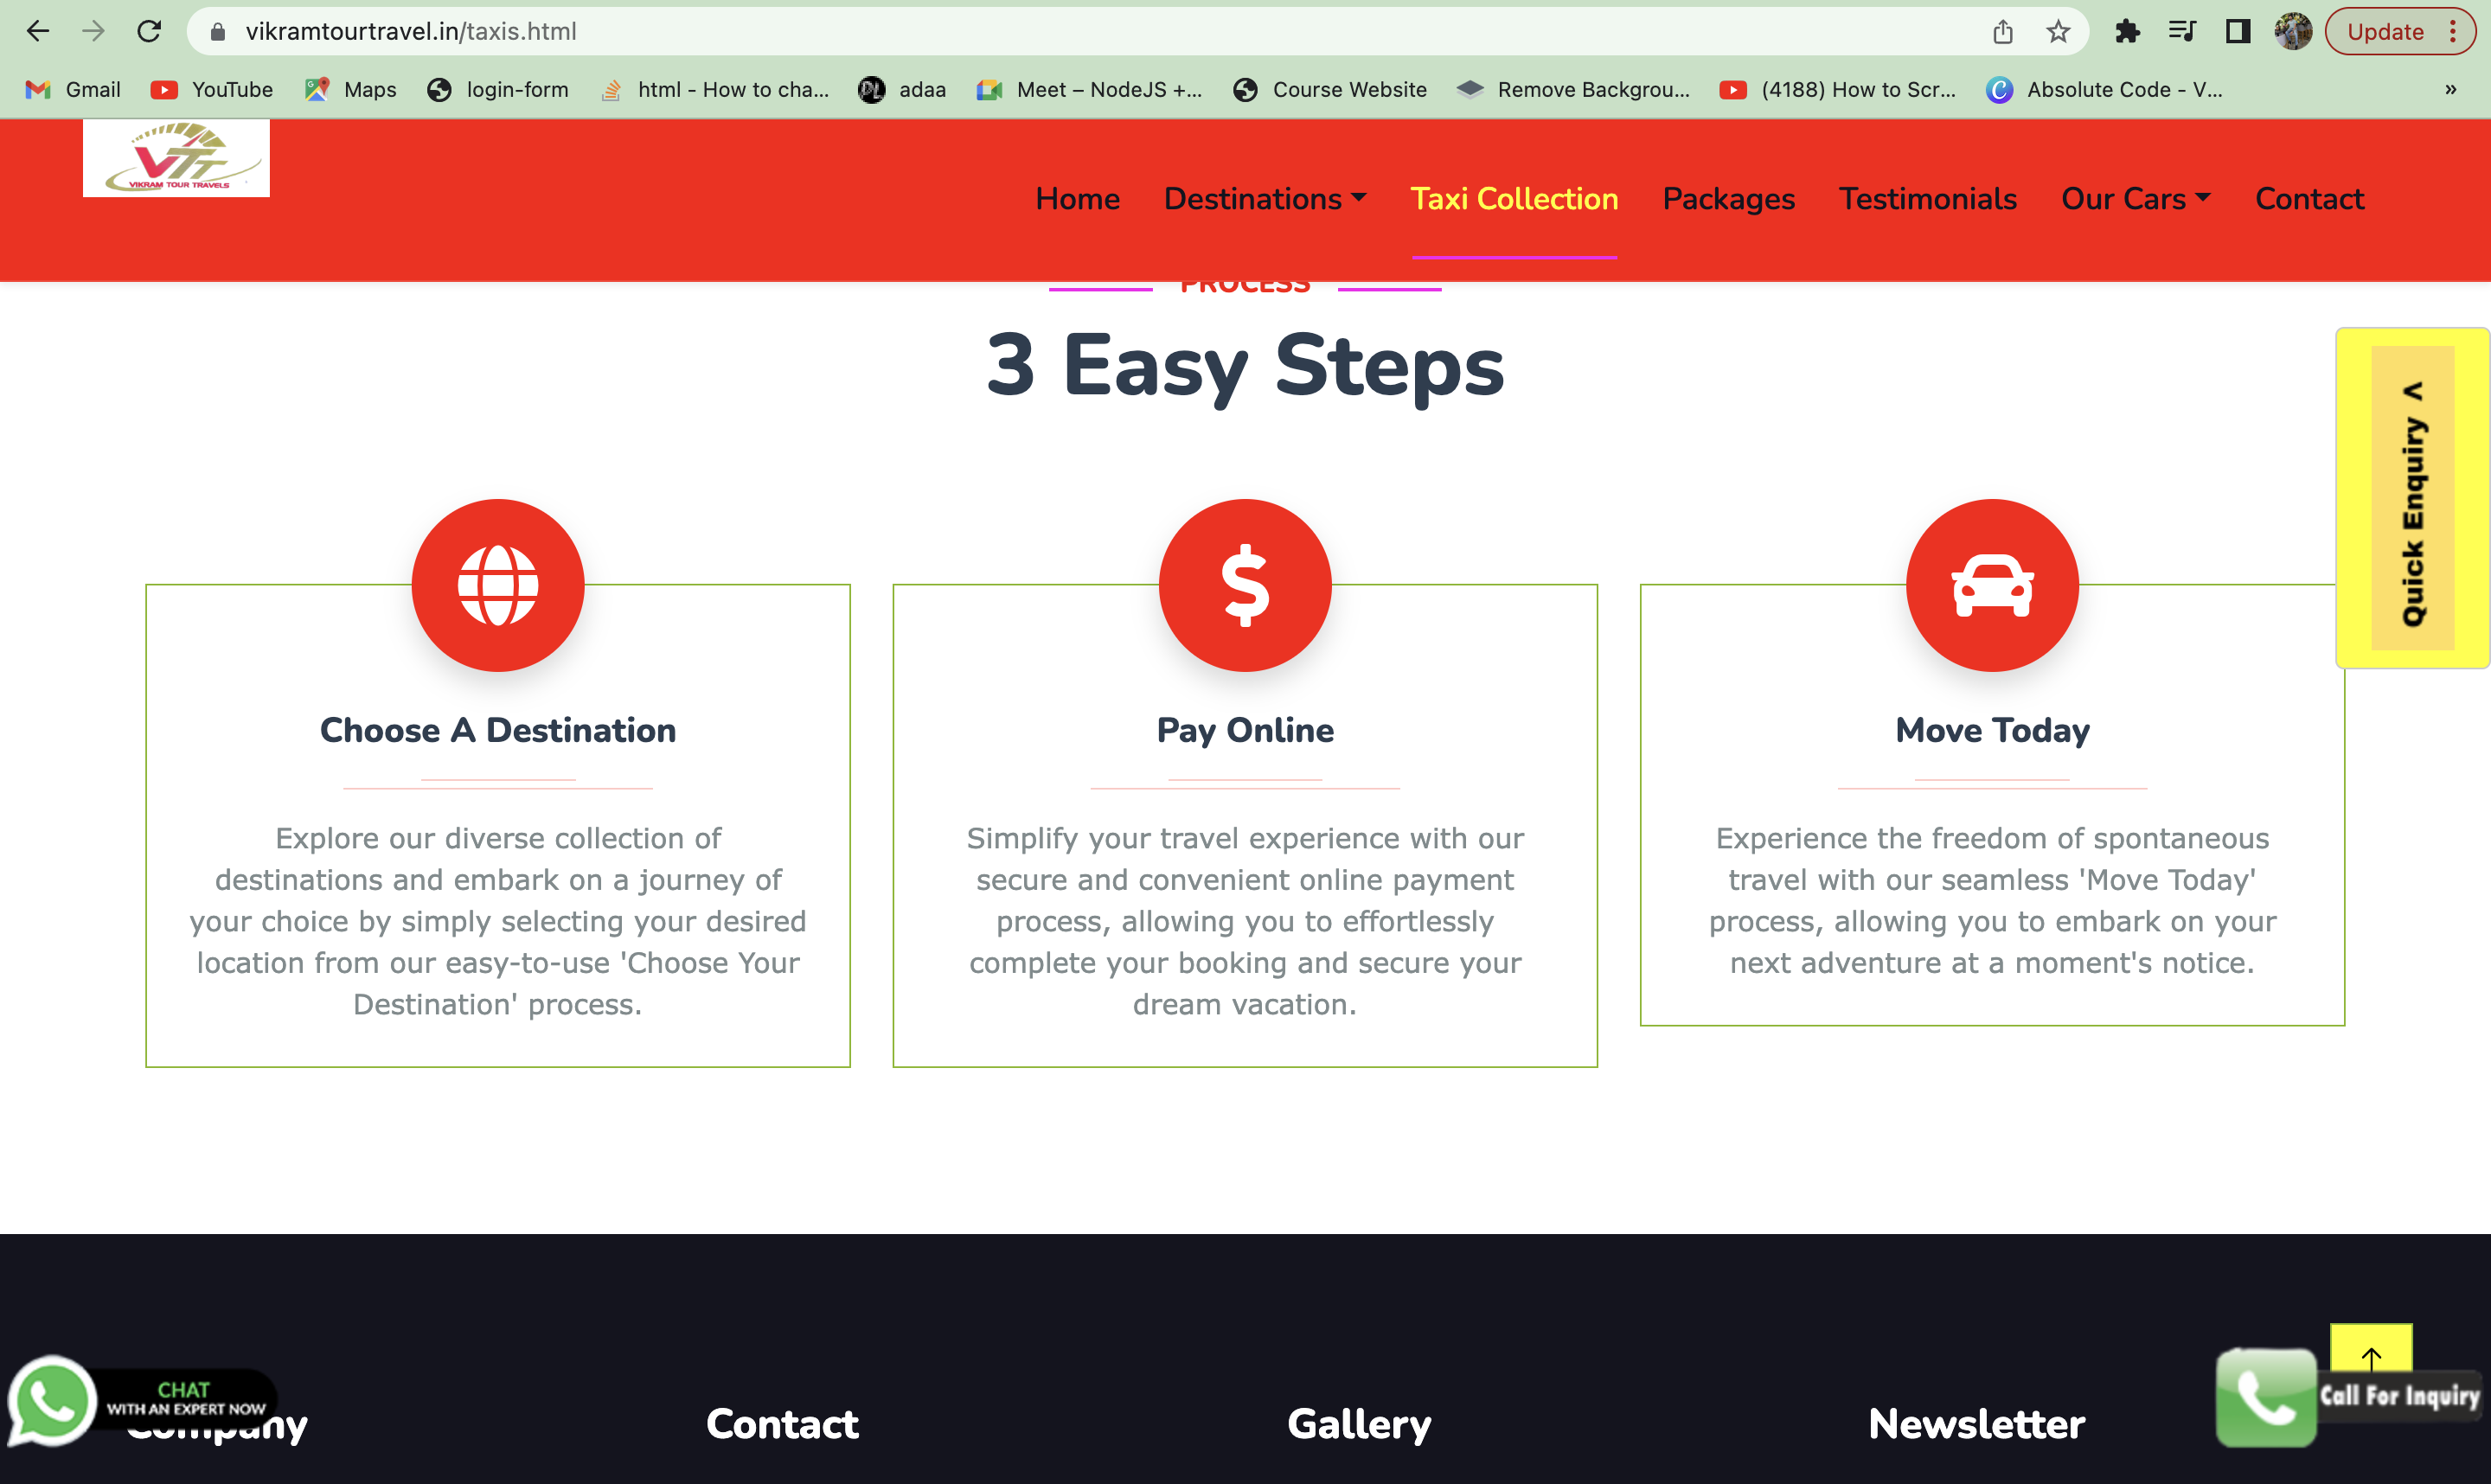 vikramtourtravel.in/taxis.html
Update
Gmail
YouTube
Maps
login-form
html - How to cha...
adaa
Meet – NodeJS +...
Course Website
Remove Backgrou...
(4188) How to Scr...
Absolute Code - V...
»
VTT
VIKRAM TOUR TRAVELS
Home
Destinations
Taxi Collection
Packages
Testimonials
Our Cars
Contact
PROCESS
3 Easy Steps
Quick Enquiry >
Choose A Destination
Explore our diverse collection of
destinations and embark on a journey of
your choice by simply selecting your desired
location from our easy-to-use 'Choose Your
Destination' process.
Pay Online
Simplify your travel experience with our
secure and convenient online payment
process, allowing you to effortlessly
complete your booking and secure your
dream vacation.
Move Today
Experience the freedom of spontaneous
travel with our seamless 'Move Today'
process, allowing you to embark on your
next adventure at a moment's notice.
CHAT
WITH AN EXPERT NOW
Company
Contact
Gallery
Newsletter
Call For Inquiry